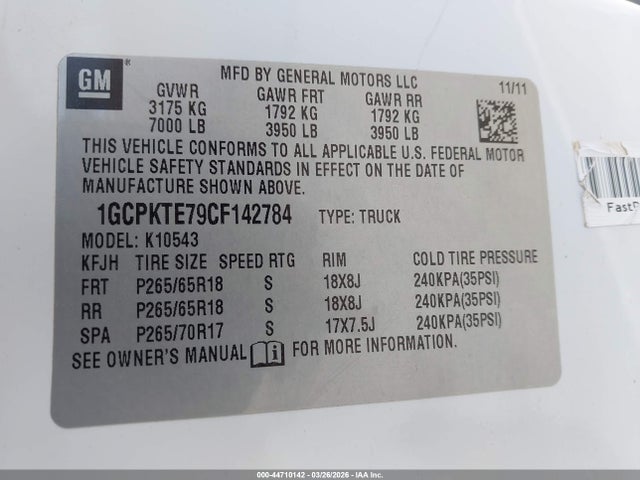 GM ®
MFD BY GENERAL MOTORS LLC 11/11
GVWR GAWR FRT GAWR RR
3175 KG 1792 KG 1792 KG
7000 LB 3950 LB 3950 LB
THIS VEHICLE CONFORMS TO ALL APPLICABLE U.S. FEDERAL MOTOR
VEHICLE SAFETY STANDARDS IN EFFECT ON THE DATE OF
MANUFACTURE SHOWN ABOVE.
1GCPKTE79CF142784 TYPE: TRUCK
MODEL: K10543
KFJH TIRE SIZE SPEED RTG RIM COLD TIRE PRESSURE
FRT P265/65R18 S 18X8J 240KPA(35PSI)
RR P265/65R18 S 18X8J 240KPA(35PSI)
SPA P265/70R17 S 17X7.5J 240KPA(35PSI)
SEE OWNER'S MANUAL FOR MORE INFORMATION.
000-44710142 - 03/26/2026 - IAA Inc.